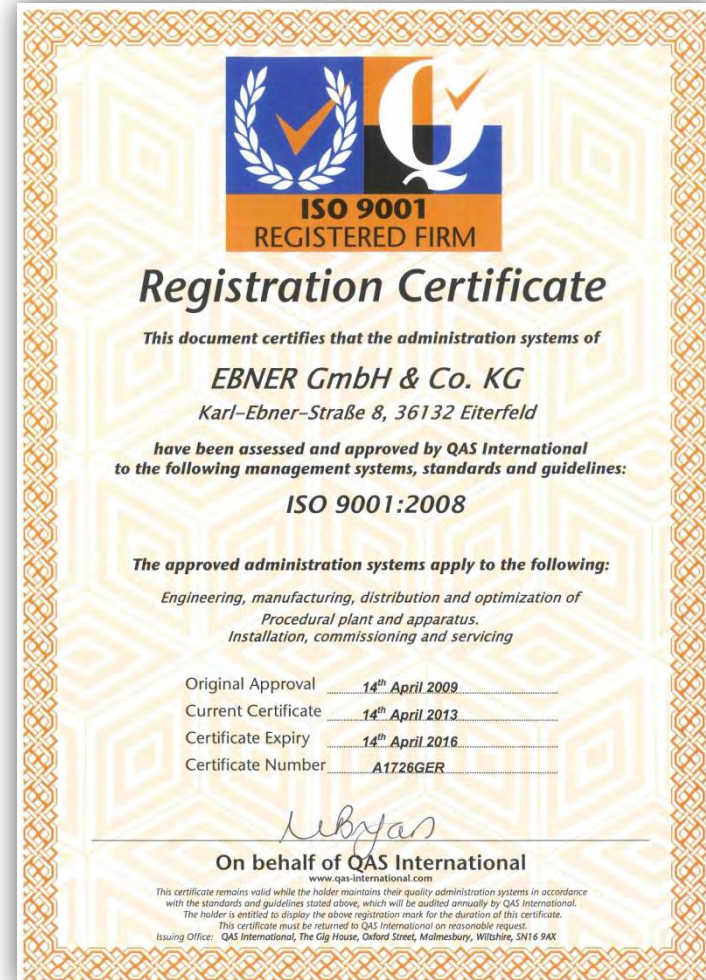 ISO 9001
REGISTERED FIRM
Registration Certificate
This document certifies that the administration systems of
EBNER GmbH & Co. KG
Karl-Ebner-Straße 8, 36132 Eiterfeld
have been assessed and approved by QAS International
to the following management systems, standards and guidelines:
ISO 9001:2008
The approved administration systems apply to the following:
Engineering, manufacturing, distribution and optimization of
Procedural plant and apparatus.
Installation, commissioning and servicing
Original Approval 14th April 2009
Current Certificate 14th April 2013
Certificate Expiry 14th April 2016
Certificate Number A1726GER
On behalf of QAS International
www.qas-international.com
This certificate remains valid while the holder maintains their quality administration systems in accordance
with the standards and guidelines stated above, which will be audited annually by QAS International.
The holder is entitled to display the above registration mark for the duration of this certificate.
This certificate must be returned to QAS International on reasonable request.
Issuing Office: QAS International, The Gig House, Oxford Street, Malmesbury, Wiltshire, SN16 9AX